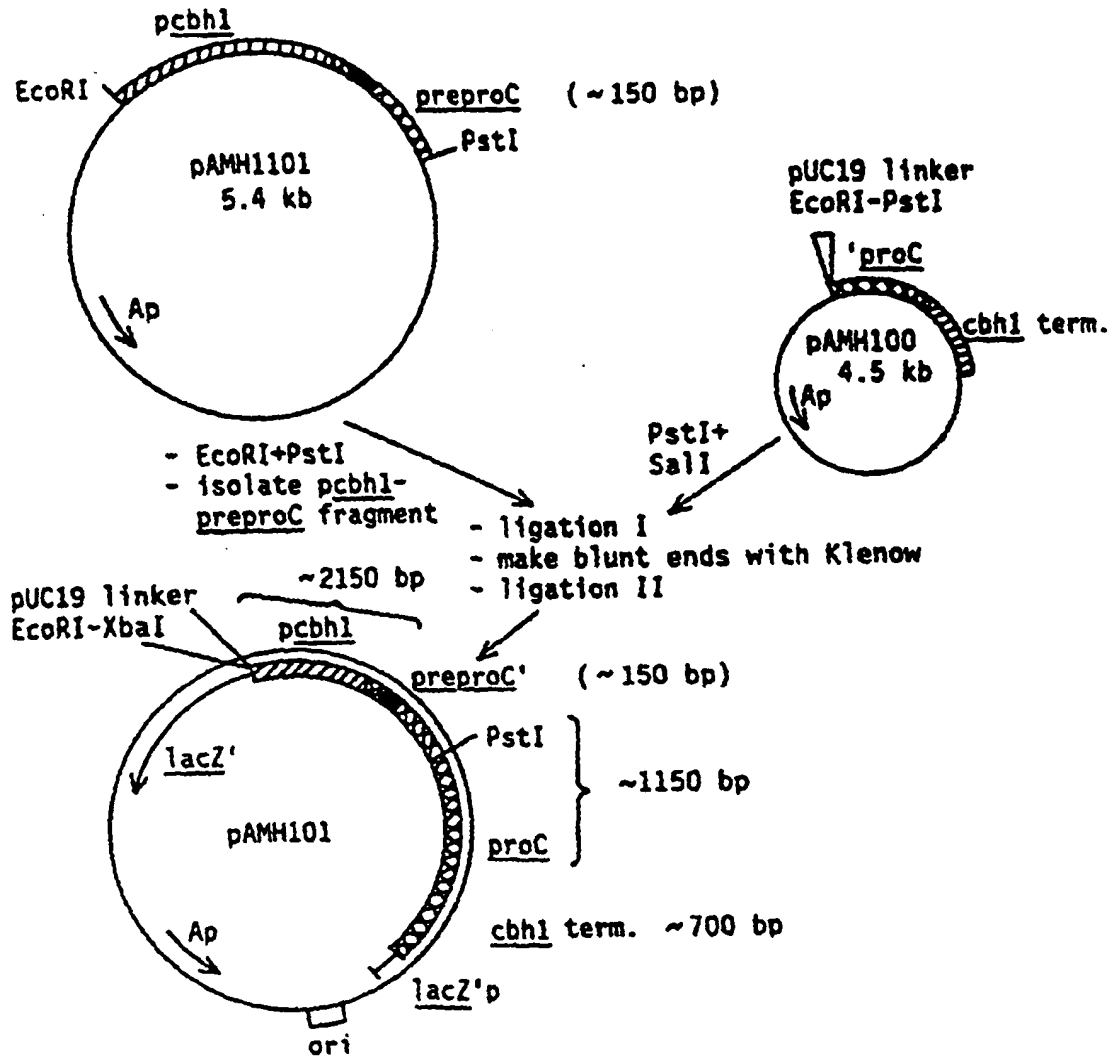 pcbh1
EcoRI
preproC (~150 bp)
PstI
pAMH1101
5.4 kb
Ap
pUC19 linker
EcoRI-PstI
'proC
cbh1 term.
pAMH100
4.5 kb
Ap
- EcoRI+PstI
- isolate pcbh1-
preproC fragment
PstI+
SalI
- ligation I
- make blunt ends with Klenow
- ligation II
~2150 bp
pUC19 linker
EcoRI-XbaI
pcbh1
preproC' (~150 bp)
PstI
lacZ'
~1150 bp
pAMH101
proC
Ap
cbh1 term. ~700 bp
lacZ'p
ori